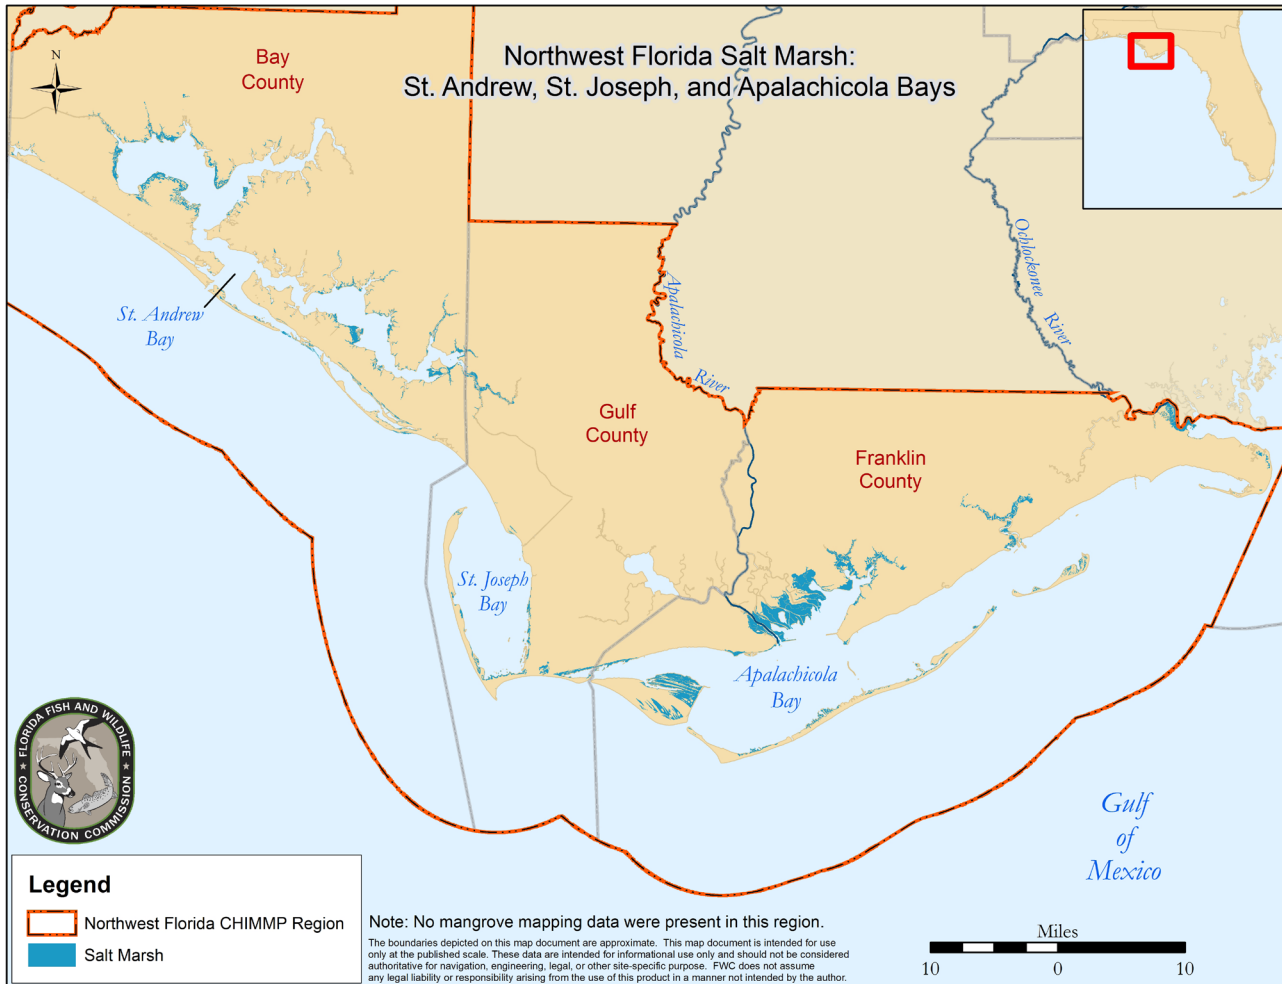 Northwest Florida Salt Marsh:
St. Andrew, St. Joseph, and Apalachicola Bays
N
Bay
County
St. Andrew
Bay
Apalachicola
River
Ochlockonee
River
Gulf
County
Franklin
County
St. Joseph
Bay
Apalachicola
Bay
Gulf
of
Mexico
FLORIDA FISH AND WILDLIFE
CONSERVATION COMMISSION
Legend
Northwest Florida CHIMMP Region
Salt Marsh
Note: No mangrove mapping data were present in this region.
The boundaries depicted on this map document are approximate. This map document is intended for use
only at the published scale. These data are intended for informational use only and should not be considered
authoritative for navigation, engineering, legal, or other site-specific purpose. FWC does not assume
any legal liability or responsibility arising from the use of this product in a manner not intended by the author.
Miles
10 0 10